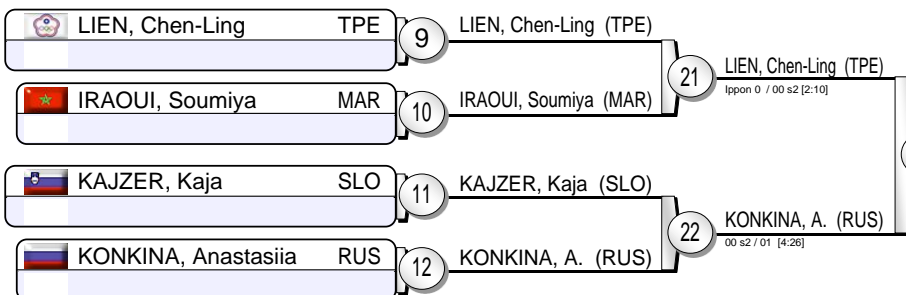 LIEN, Chen-Ling TPE
9
LIEN, Chen-Ling (TPE)
21
LIEN, Chen-Ling (TPE)
Ippon 0 / 00 s2 [2:10]
IRAOUI, Soumiya MAR
10
IRAOUI, Soumiya (MAR)
KAJZER, Kaja SLO
11
KAJZER, Kaja (SLO)
22
KONKINA, A. (RUS)
00 s2 / 01 [4:26]
KONKINA, Anastasiia RUS
12
KONKINA, A. (RUS)